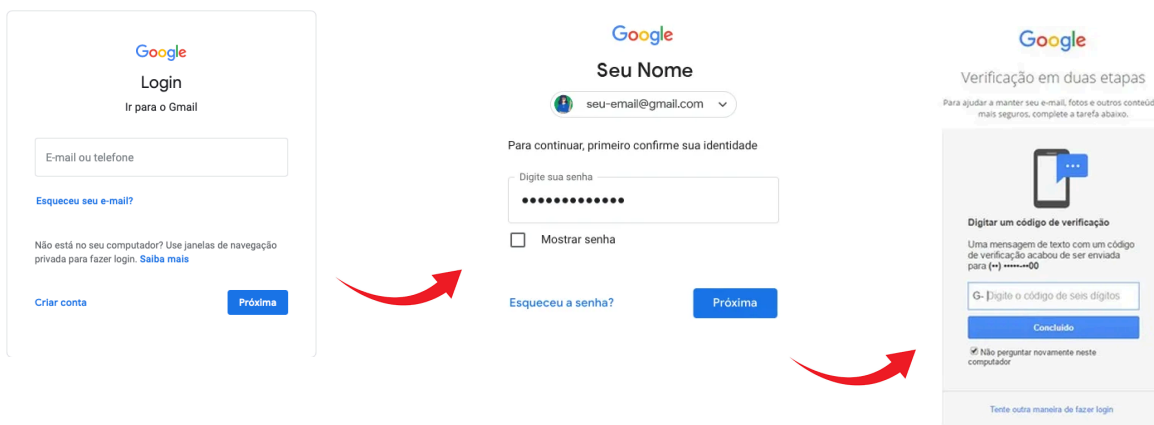 Google
Login
Ir para o Gmail
E-mail ou telefone
Esqueceu seu e-mail?
Não está no seu computador? Use janelas de navegação
privada para fazer login. Saiba mais
Criar conta
Próxima
Google
Seu Nome
seu-email@gmail.com
Para continuar, primeiro confirme sua identidade
Digite sua senha
•••••••••••••
Mostrar senha
Esqueceu a senha?
Próxima
Google
Verificação em duas etapas
Para ajudar a manter seu e-mail, fotos e outros conteúd
mais seguros, complete a tarefa abaixo.
Digitar um código de verificação
Uma mensagem de texto com um código
de verificação acabou de ser enviada
para (••) •••••-••00
G- Digite o código de seis dígitos
Concluído
Não perguntar novamente neste
computador
Tente outra maneira de fazer login